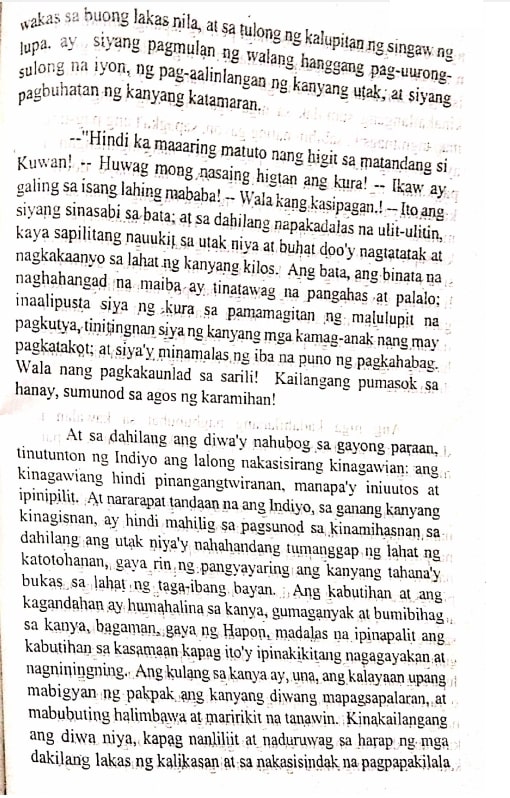 wakas sa buong lakas nila, at sa tulong ng kalupitan ng singaw ng
lupa. ay siyang pagmulan ng walang hanggang pag-uurong-
sulong na iyon, ng pag-aalinlangan ng kanyang utak; at siyang
pagbuhatan ng kanyang katamaran.
--"Hindi ka maaaring matuto nang higit sa matandang si
Kuwan! -- Huwag mong nasaing higtan ang kura! -- Ikaw ay
galing sa isang lahing mababa! -- Wala kang kasipagan.! -- Ito ang
siyang sinasabi sa bata; at sa dahilang napakadalas na ulit-ulitin,
kaya sapilitang nauukit sa utak niya at buhat doo'y nagtatatak at
nagkakaanyo sa lahat ng kanyang kilos. Ang bata, ang binata na
naghahangad na maiba ay tinatawag na pangahas at palalo;
inaalipusta siya ng kura sa pamamagitan ng malulupit na
pagkutya, tinitingnan siya ng kanyang mga kamag-anak nang may
pagkatakot; at siya'y minamalas ng iba na puno ng pagkahabag.
Wala nang pagkakaunlad sa sarili! Kailangang pumasok sa
hanay, sumunod sa agos ng karamihan!
At sa dahilang ang diwa'y nahubog sa gayong paraan,
tinutunton ng Indiyo ang lalong nakasisirang kinagawian: ang
kinagawiang hindi pinangangtwiranan, manapa'y iniuutos at
ipinipilit. At nararapat tandaan na ang Indiyo, sa ganang kanyang
kinagisnan, ay hindi mahilig sa pagsunod sa kinamihasnan sa
dahilang ang utak niya'y nahahandang tumanggap ng lahat ng
katotohanan, gaya rin ng pangyayaring ang kanyang tahana'y
bukas sa lahat ng taga-ibang bayan. Ang kabutihan at ang
kagandahan ay humahalina sa kanya, gumaganyak at bumibihag
sa kanya, bagaman, gaya ng Hapon, madalas na ipinapalit ang
kabutihan sa kasamaan kapag ito'y ipinakikitang nagagayakan at
nagniningning. Ang kulang sa kanya ay, una, ang kalayaan upang
mabigyan ng pakpak ang kanyang diwang mapagsapalaran, at
mabubuting halimbawa at maririkit na tanawin. Kinakailangang
ang diwa niya, kapag nanliliit at naduruwag sa harap ng mga
dakilang lakas ng kalikasan at sa nakasisindak na pagpapakilala